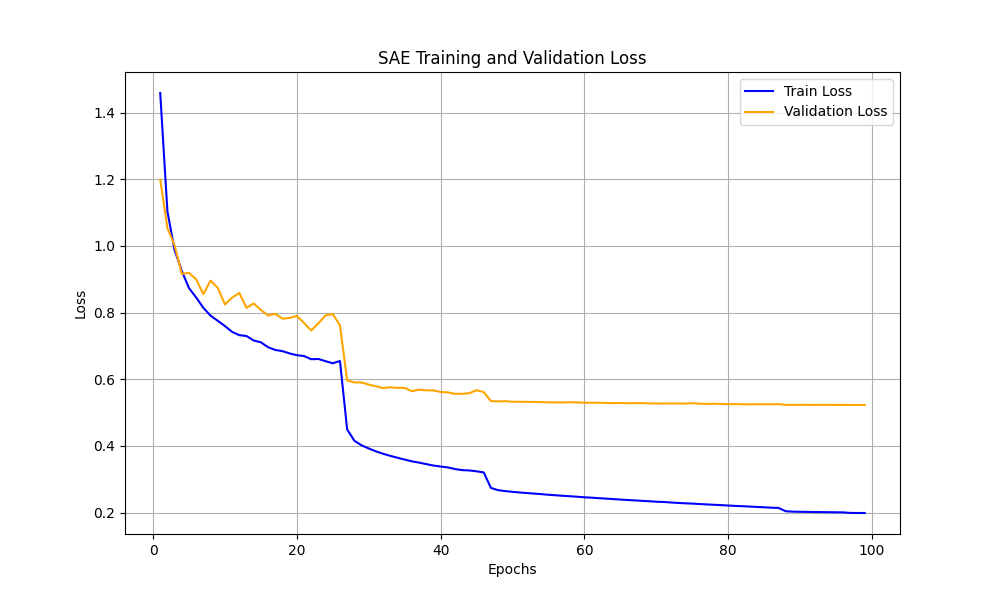 SAE Training and Validation Loss
Train Loss
Validation Loss
1.4
1.2
1.0
0.8
0.6
0.4
0.2
Loss
0 20 40 60 80 100
Epochs